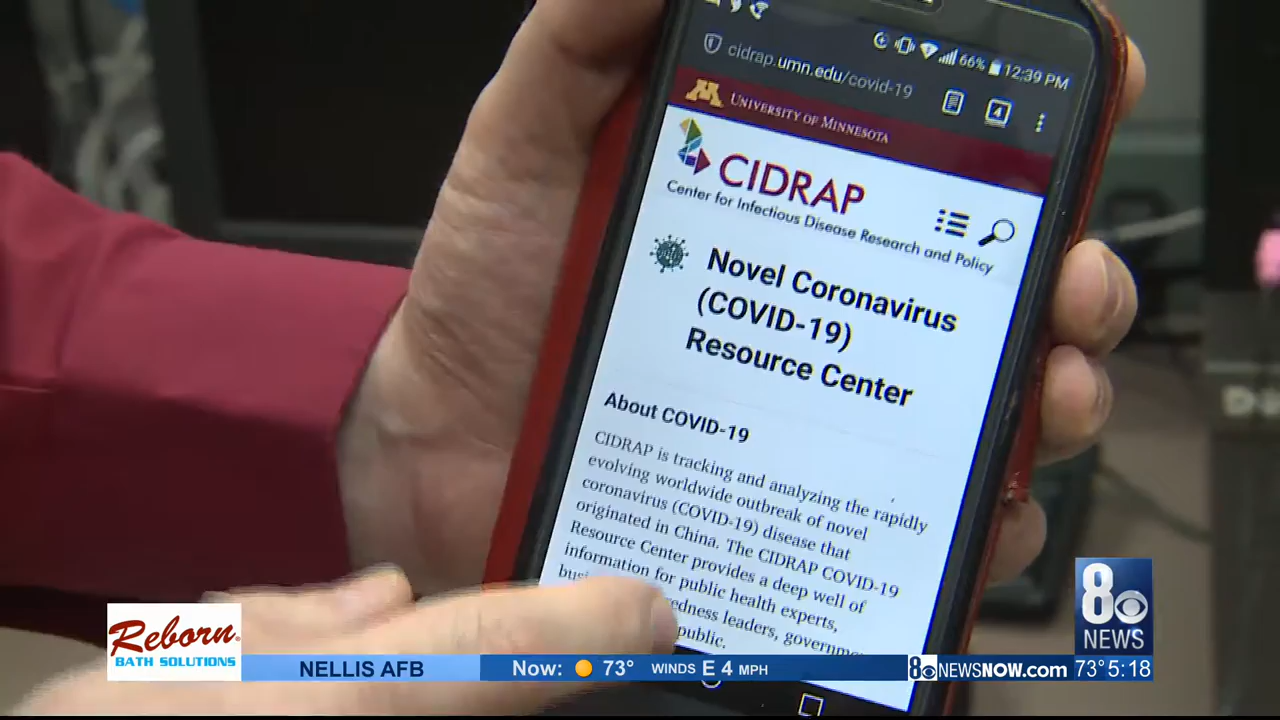 66% 12:39 PM
cidrap.umn.edu/covid-19
4
M UNIVERSITY OF MINNESOTA
CIDRAP
Center for Infectious Disease Research and Policy
Novel Coronavirus
(COVID-19)
Resource Center
About COVID-19
CIDRAP is tracking and analyzing the rapidly
evolving worldwide outbreak of novel
coronavirus (COVID-19) disease that
originated in China. The CIDRAP COVID-19
Resource Center provides a deep well of
information for public health experts,
leaders,
public.
8
NEWS
Reborn
BATH SOLUTIONS
NELLIS AFB
Now: 73° WINDS E 4 MPH
8 NEWSNOW.com 73° 5:18